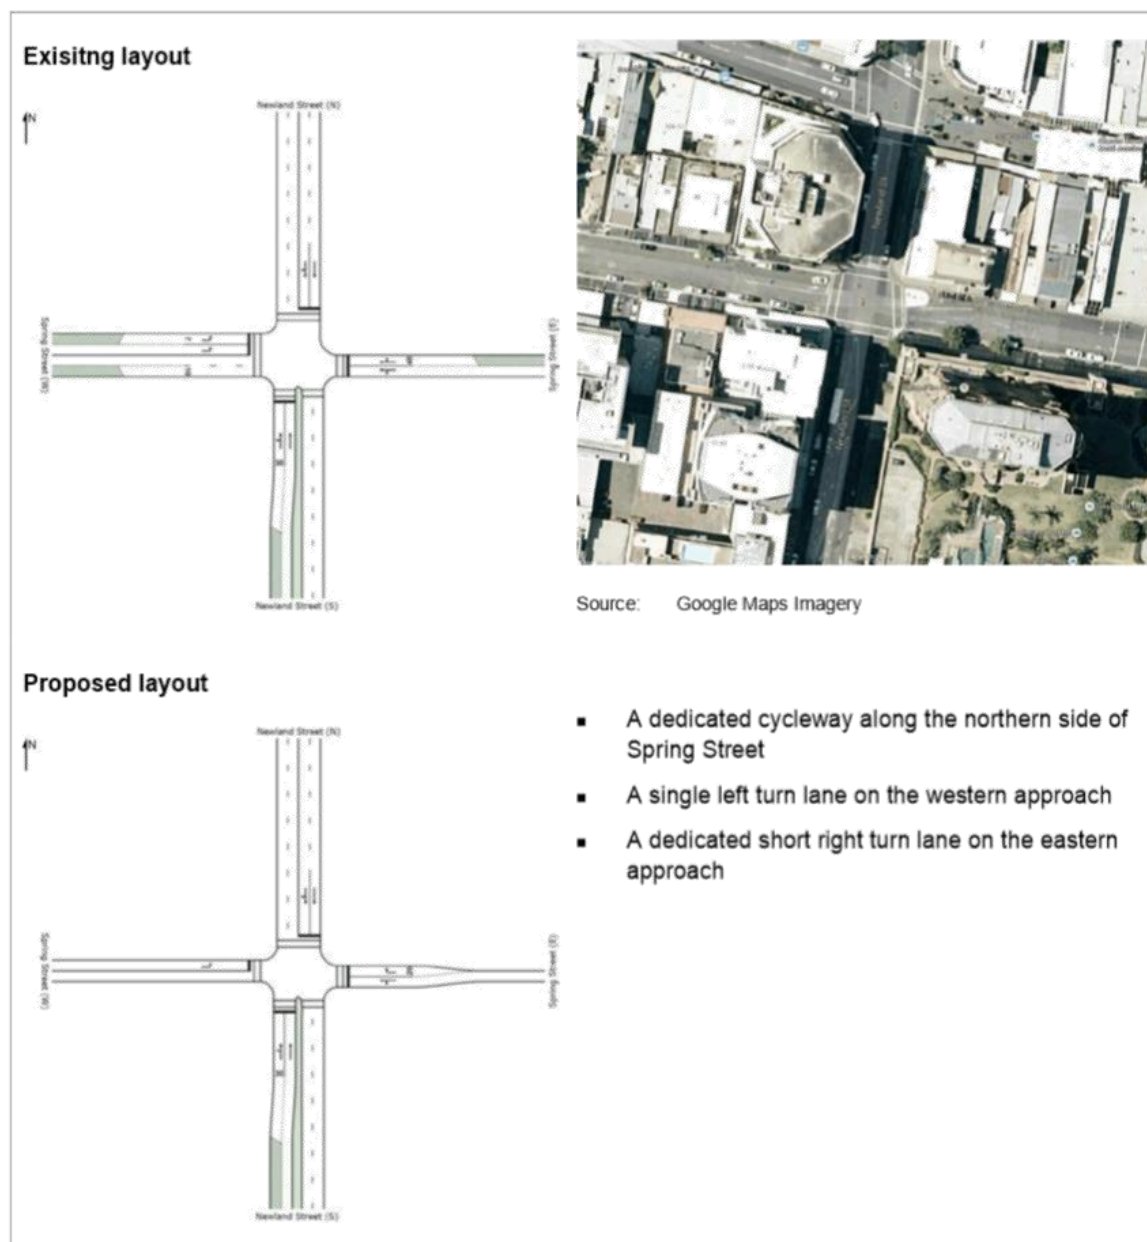 Exisitng layout
Newland Street (N)
N
Spring Street (W)
Spring Street (E)
Newland Street (S)
Source: Google Maps Imagery
Proposed layout
Newland Street (N)
N
Spring Street (W)
Spring Street (E)
Newland Street (S)
▪ A dedicated cycleway along the northern side of
Spring Street
▪ A single left turn lane on the western approach
▪ A dedicated short right turn lane on the eastern
approach